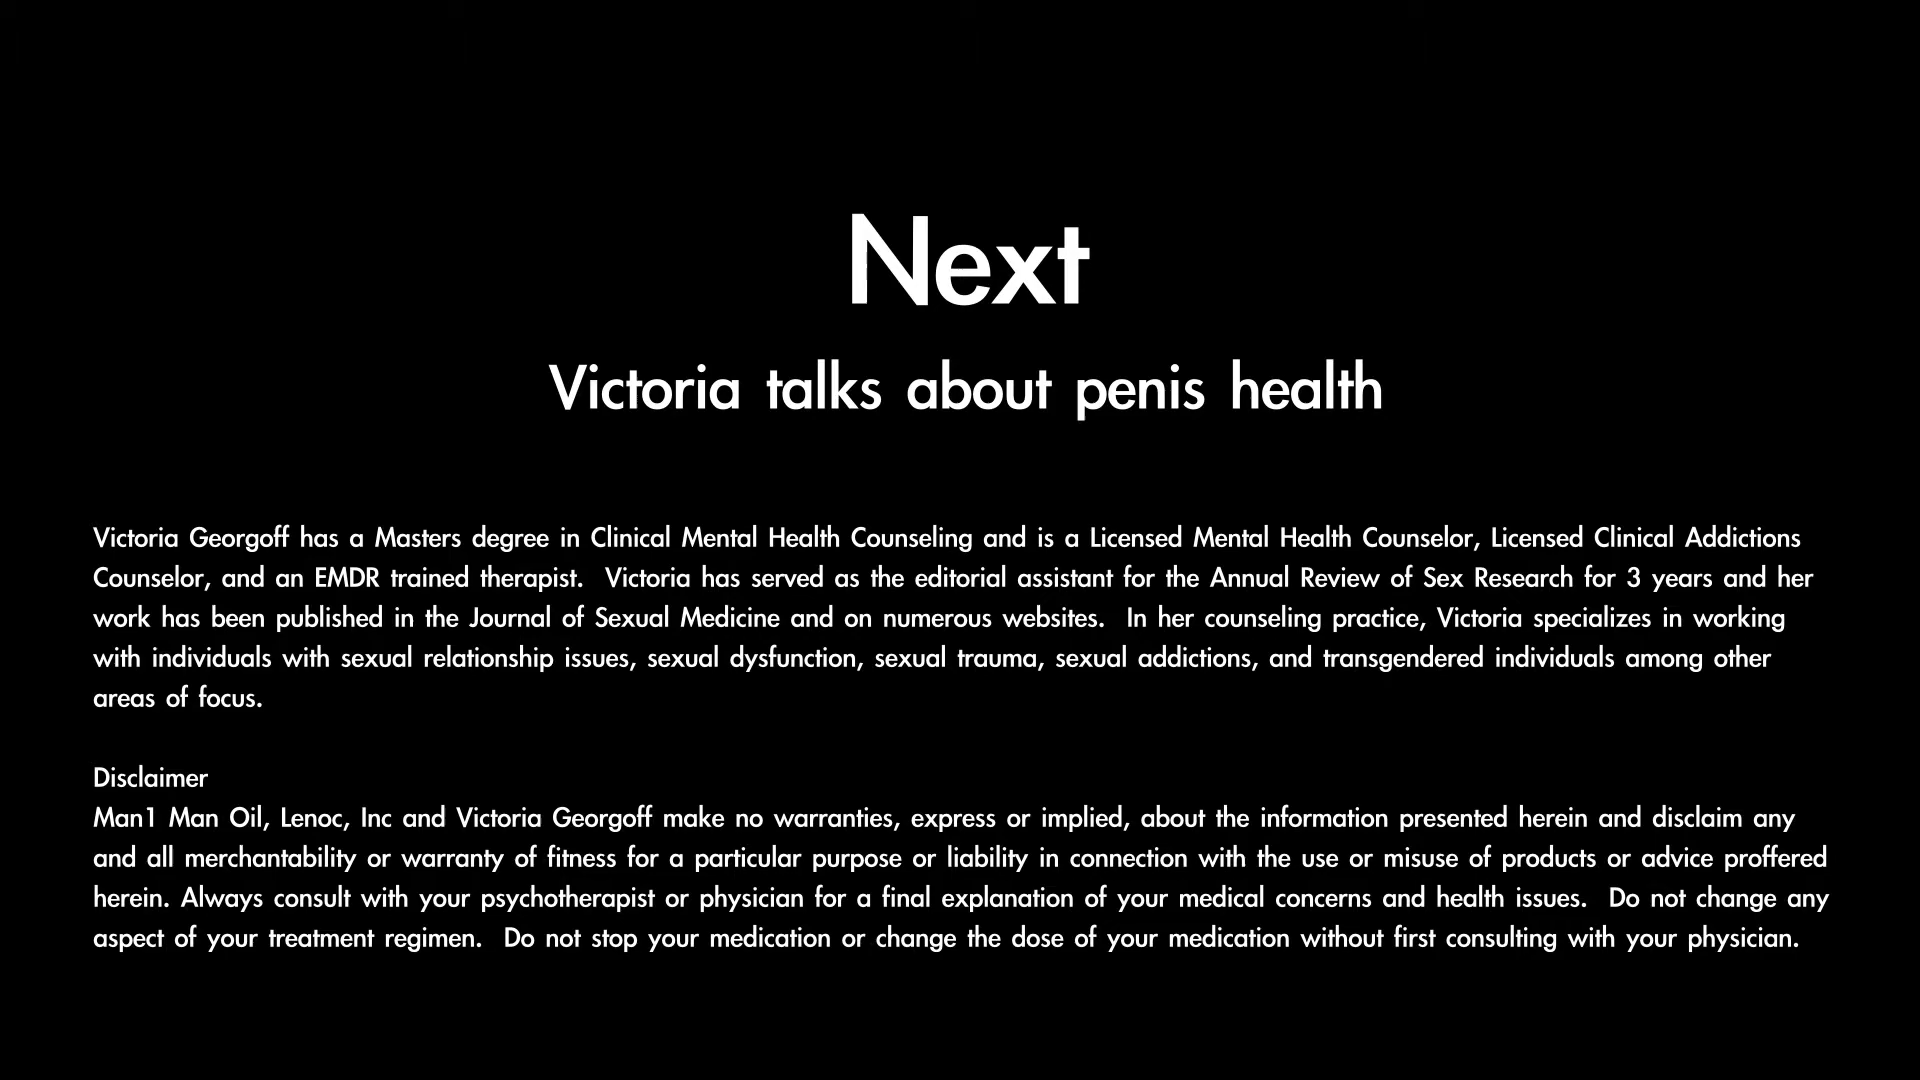 Next
Victoria talks about penis health
Victoria Georgoff has a Masters degree in Clinical Mental Health Counseling and is a Licensed Mental Health Counselor, Licensed Clinical Addictions
Counselor, and an EMDR trained therapist.  Victoria has served as the editorial assistant for the Annual Review of Sex Research for 3 years and her
work has been published in the Journal of Sexual Medicine and on numerous websites.  In her counseling practice, Victoria specializes in working
with individuals with sexual relationship issues, sexual dysfunction, sexual trauma, sexual addictions, and transgendered individuals among other
areas of focus.
Disclaimer
Man1 Man Oil, Lenoc, Inc and Victoria Georgoff make no warranties, express or implied, about the information presented herein and disclaim any
and all merchantability or warranty of fitness for a particular purpose or liability in connection with the use or misuse of products or advice proffered
herein. Always consult with your psychotherapist or physician for a final explanation of your medical concerns and health issues.  Do not change any
aspect of your treatment regimen.  Do not stop your medication or change the dose of your medication without first consulting with your physician.